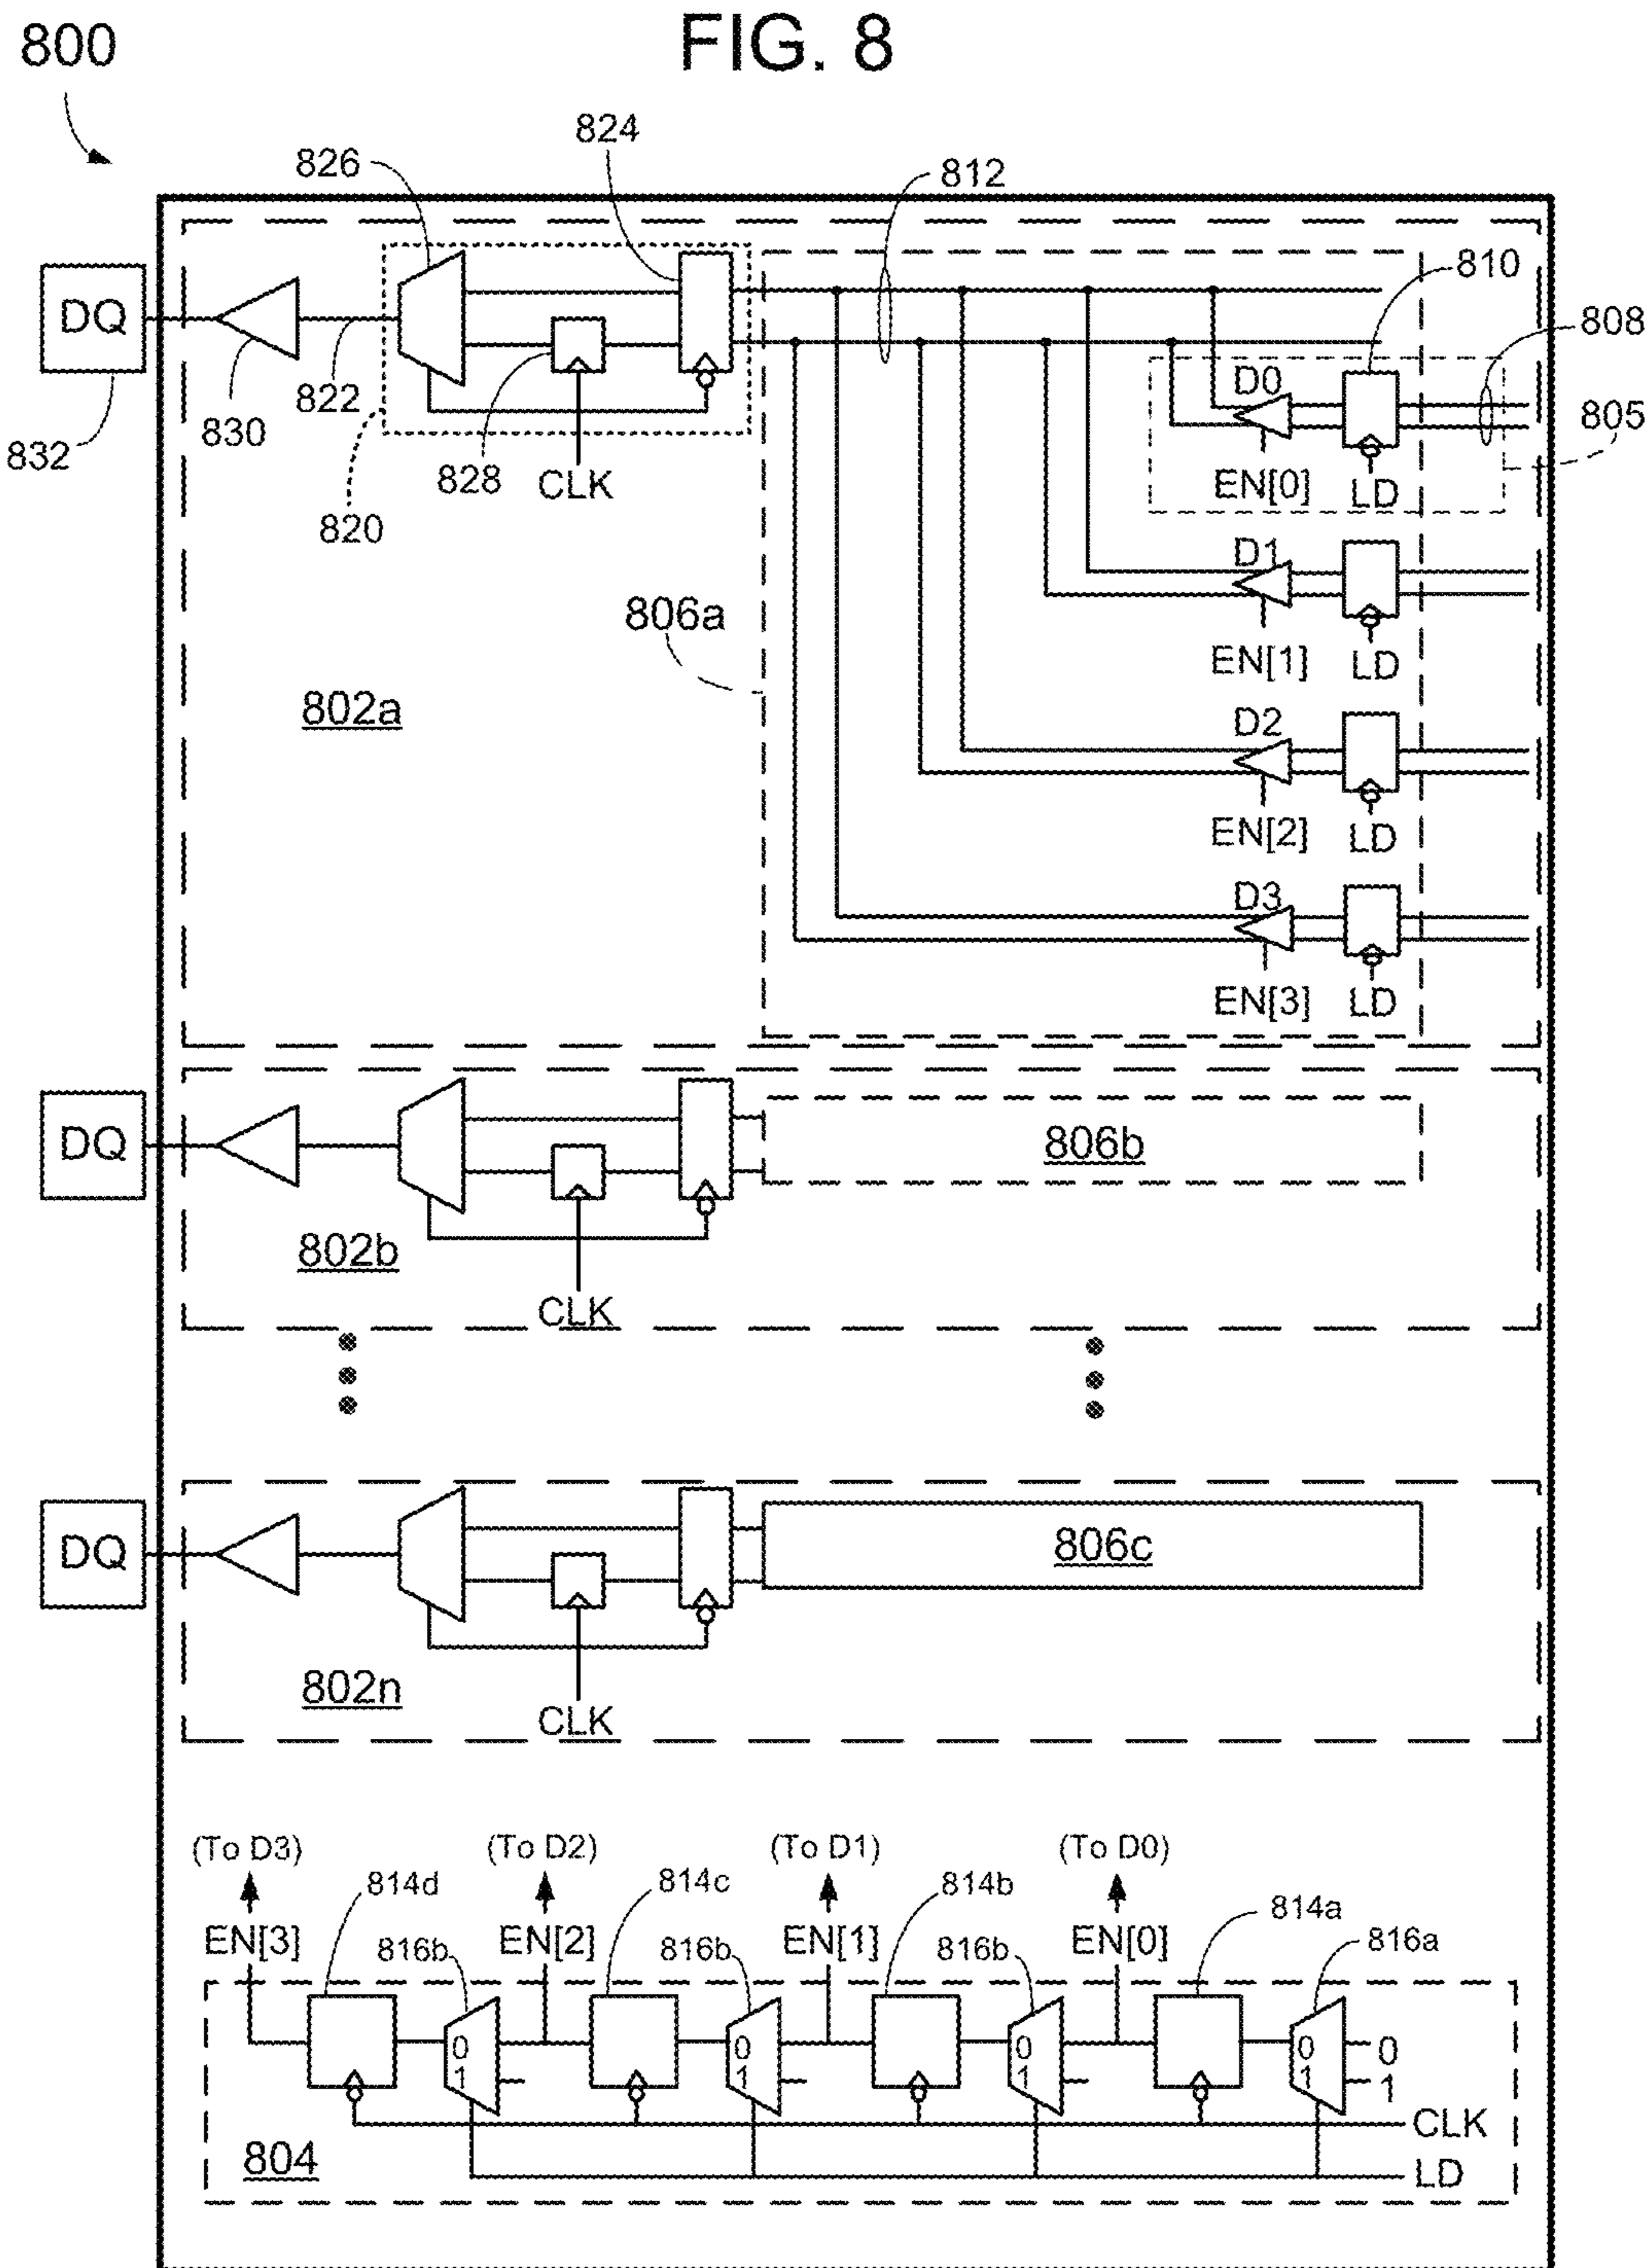 FIG. 8
800
824
826
812
810
DQ
808
D0
805
822
830
832
828
CLK
EN[0]
LD
820
D1
806a
EN[1]
LD
802a
D2
EN[2]
LD
D3
EN[3]
LD
DQ
806b
802b
CLK
DQ
806c
802n
CLK
(To D3)
(To D2)
(To D1)
(To D0)
814d
814c
814b
814a
EN[3]
816b
EN[2]
816b
EN[1]
816b
EN[0]
816a
0
0
0
0
0
1
1
1
1
1
CLK
804
LD